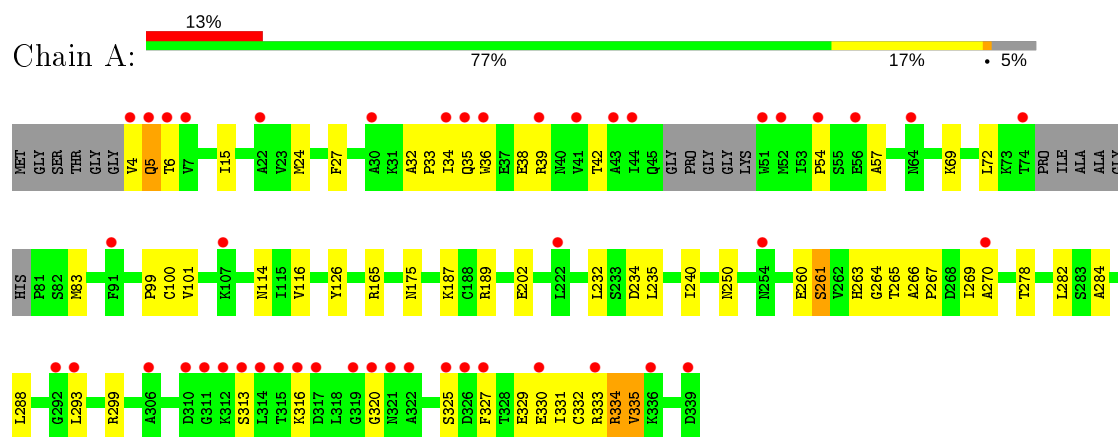 13%
Chain A:
77% 17% • 5%
MET GLY SER THR GLY GLY V4 Q5 T6 V7 I15 A22 V23 M24 F27 A30 K31 A32 P33 I34 Q35 W36 E37 E38 R39 N40 V41 T42 A43 I44 Q45 GLY PRO GLY GLY LYS W51 M52 I53 P54 S55 E56 A57 N64 K69 L72 K73 T74 PRO ILE ALA ALA GLY
HIS P81 S82 M83 F91 P99 C100 V101 K107 N114 I115 V116 Y126 R165 N175 K187 C188 R189 E202 L222 L232 S233 D234 L235 I240 N250 N254 E260 S261 V262 H263 G264 T265 A266 P267 D268 I269 A270 T278 L282 S283 A284
L288 G292 L293 R299 A306 D310 G311 K312 S313 L314 T315 K316 D317 L318 G319 G320 N321 A322 S325 D326 F327 T328 E329 E330 I331 C332 R333 R334 V335 K336 D339